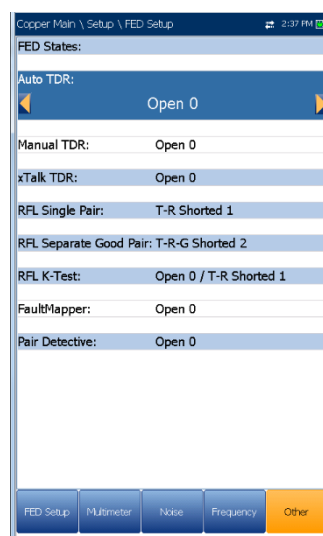 Copper Main \ Setup \ FED Setup 2:37 PM
FED States:
Auto TDR:
Open 0
Manual TDR: Open 0
xTalk TDR: Open 0
RFL Single Pair: T-R Shorted 1
RFL Separate Good Pair: T-R-G Shorted 2
RFL K-Test: Open 0 / T-R Shorted 1
FaultMapper: Open 0
Pair Detective: Open 0
FED Setup Multimeter Noise Frequency Other